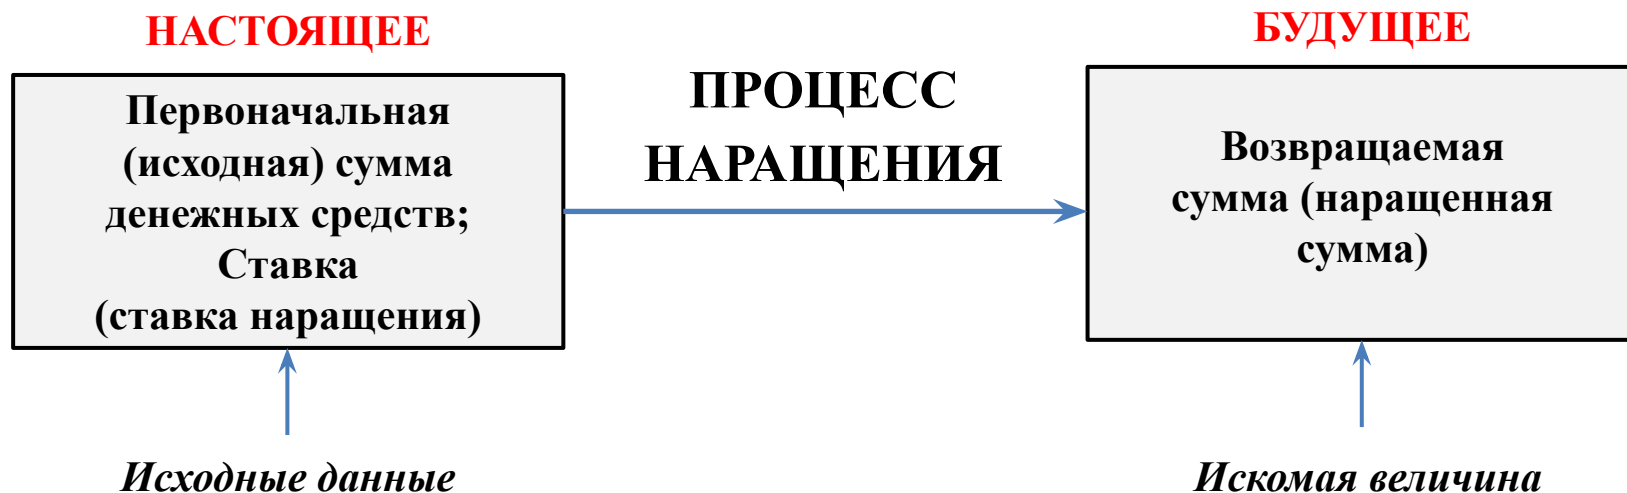 НАСТОЯЩЕЕ
Первоначальная
(исходная) сумма
денежных средств;
Ставка
(ставка наращения)
Исходные данные
ПРОЦЕСС
НАРАЩЕНИЯ
БУДУЩЕЕ
Возвращаемая
сумма (наращенная
сумма)
Искомая величина